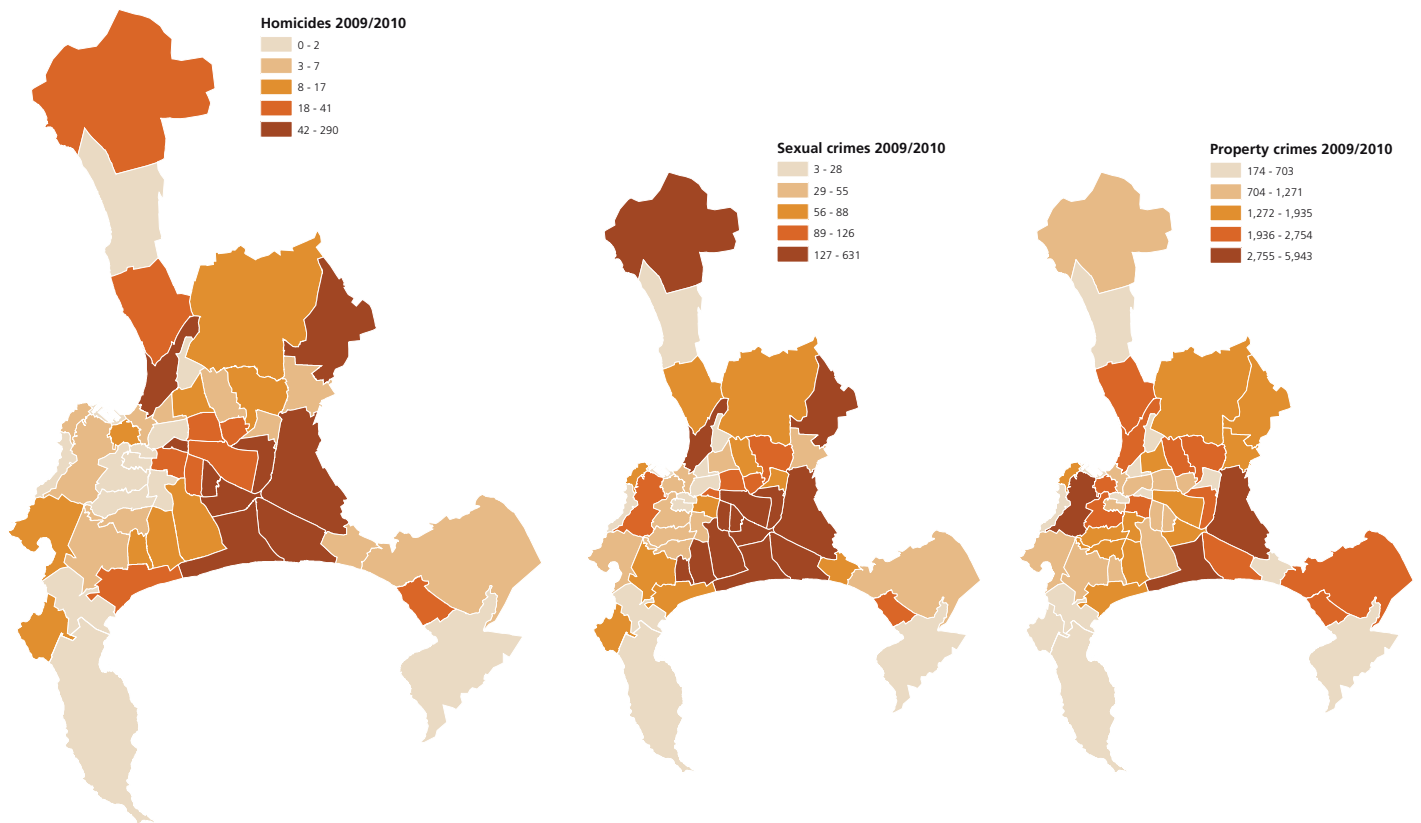 Homicides 2009/2010
0 - 2
3 - 7
8 - 17
18 - 41
42 - 290
Sexual crimes 2009/2010
3 - 28
29 - 55
56 - 88
89 - 126
127 - 631
Property crimes 2009/2010
174 - 703
704 - 1,271
1,272 - 1,935
1,936 - 2,754
2,755 - 5,943